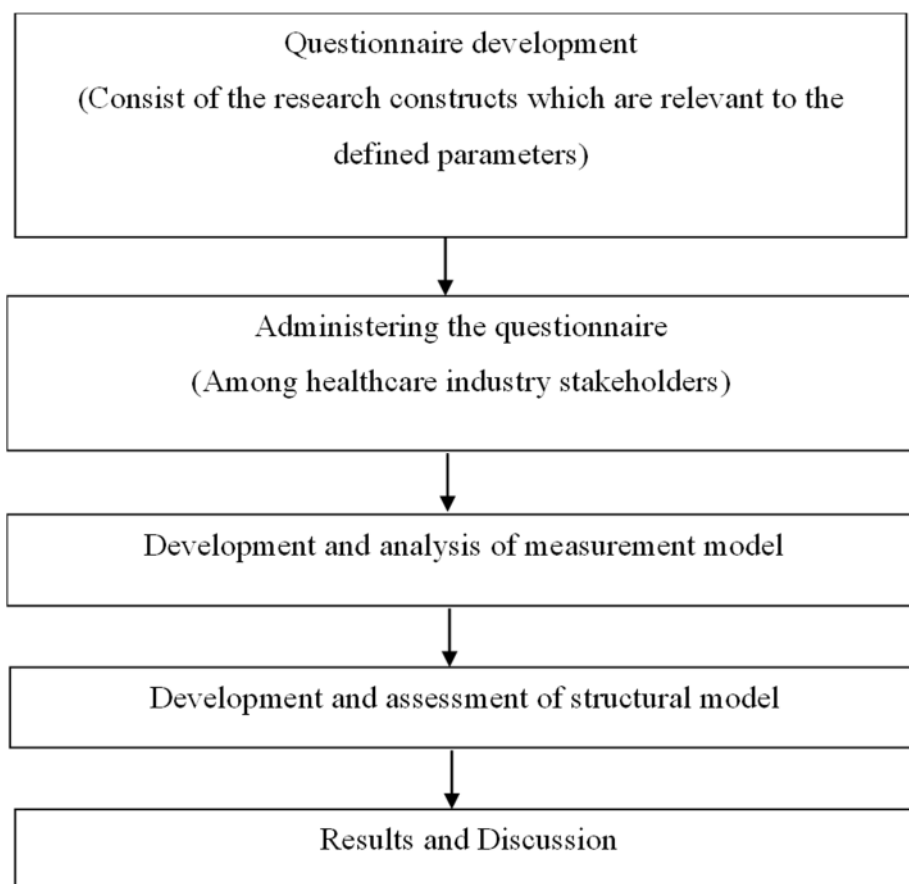 Questionnaire development
(Consist of the research constructs which are relevant to the
defined parameters)
Administering the questionnaire
(Among healthcare industry stakeholders)
Development and analysis of measurement model
Development and assessment of structural model
Results and Discussion